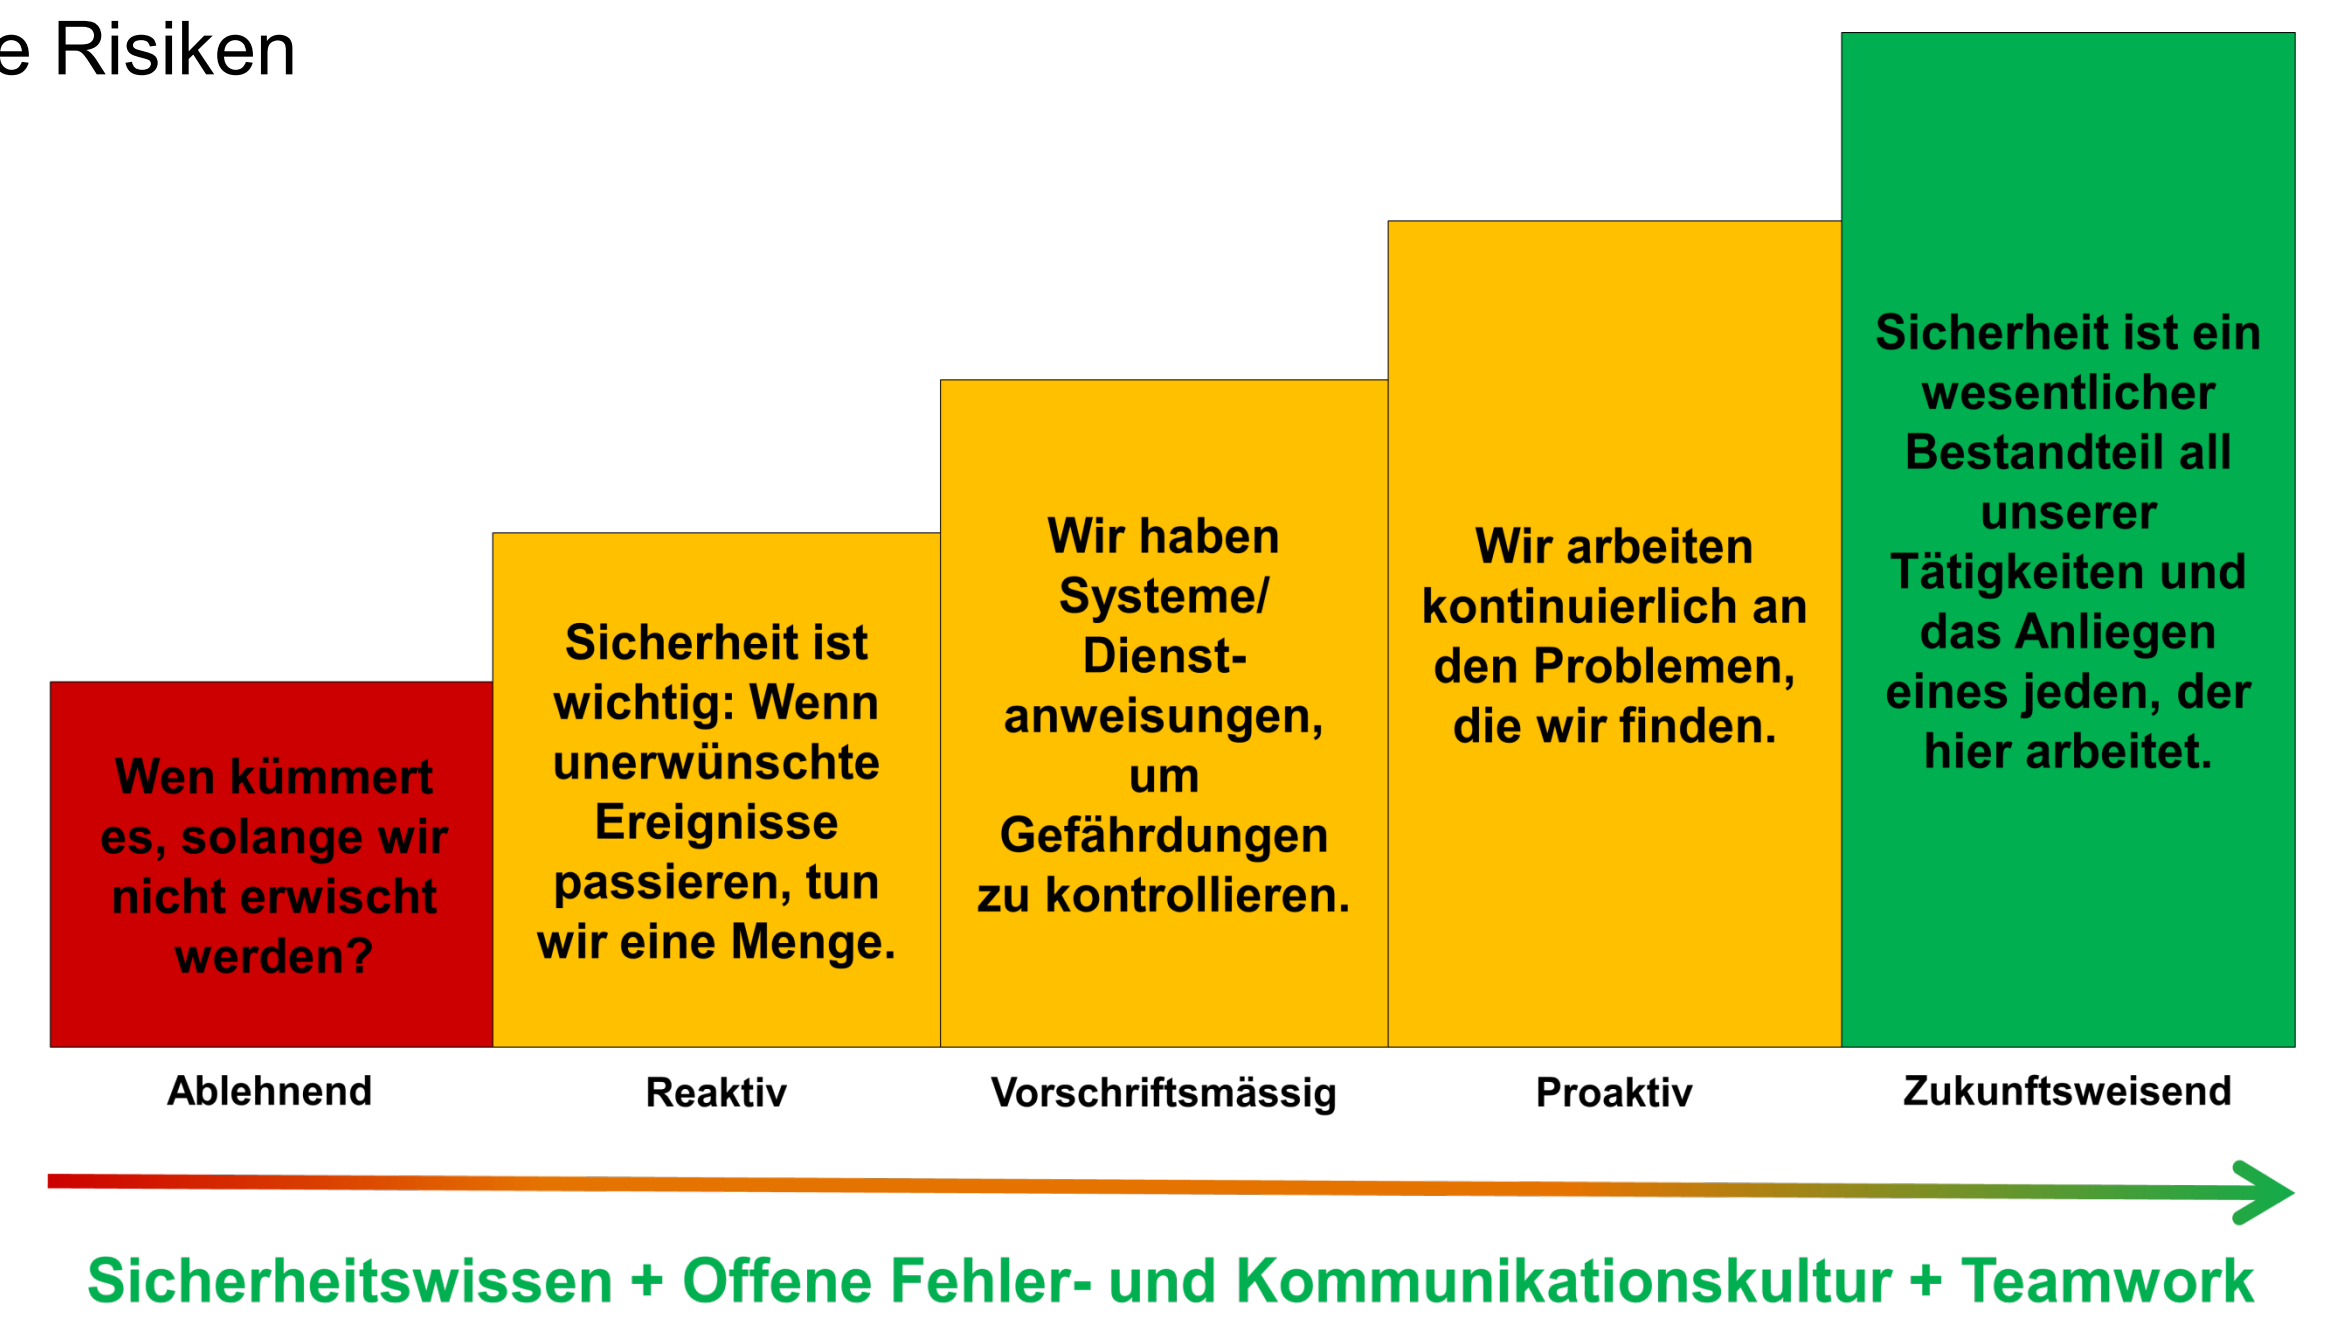 e Risiken
Wen kümmert
es, solange wir
nicht erwischt
werden?
Sicherheit ist
wichtig: Wenn
unerwünschte
Ereignisse
passieren, tun
wir eine Menge.
Wir haben
Systeme/
Dienst-
anweisungen,
um
Gefährdungen
zu kontrollieren.
Wir arbeiten
kontinuierlich an
den Problemen,
die wir finden.
Sicherheit ist ein
wesentlicher
Bestandteil all
unserer
Tätigkeiten und
das Anliegen
eines jeden, der
hier arbeitet.
Ablehnend
Reaktiv
Vorschriftsmässig
Proaktiv
Zukunftsweisend
Sicherheitswissen + Offene Fehler- und Kommunikationskultur + Teamwork